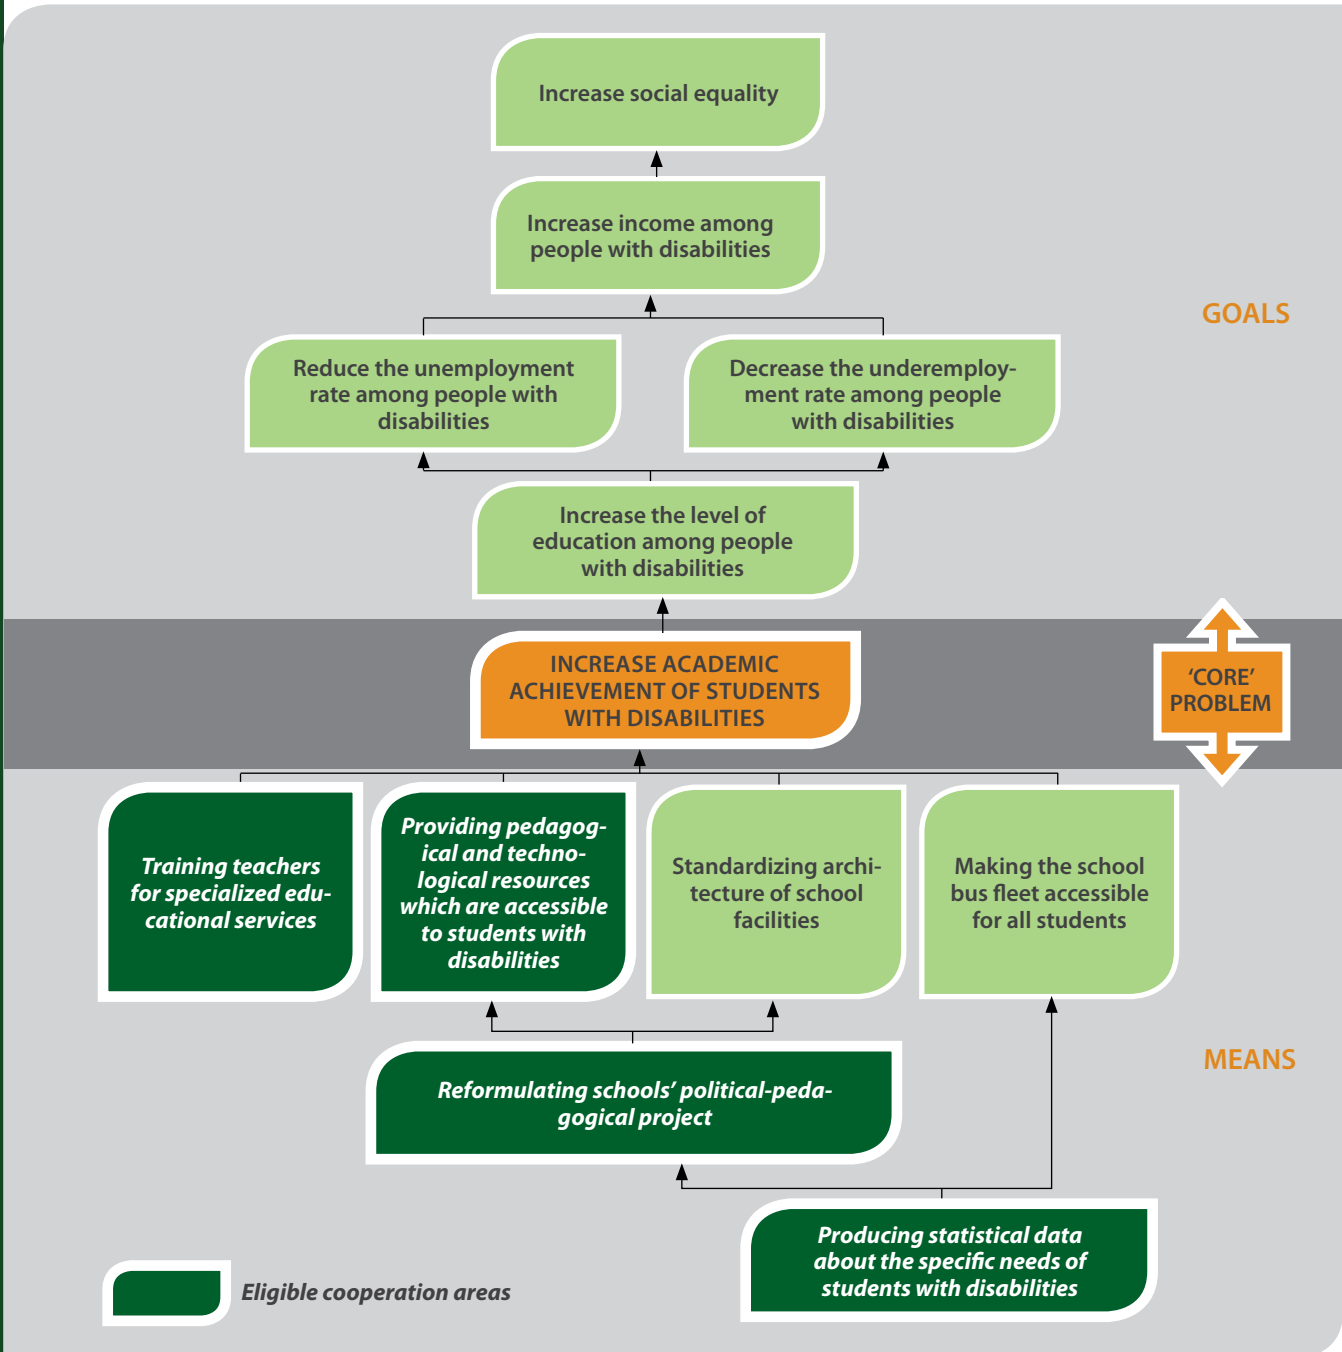 Increase social equality
Increase income among
people with disabilities
GOALS
Reduce the unemployment
rate among people with
disabilities
Decrease the underemploy-
ment rate among people
with disabilities
Increase the level of
education among people
with disabilities
INCREASE ACADEMIC
ACHIEVEMENT OF STUDENTS
WITH DISABILITIES
‘CORE’
PROBLEM
Training teachers
for specialized edu-
cational services
Providing pedagog-
ical and techno-
logical resources
which are accessible
to students with
disabilities
Standardizing archi-
tecture of school
facilities
Making the school
bus fleet accessible
for all students
MEANS
Reformulating schools’ political-peda-
gogical project
Producing statistical data
about the specific needs of
students with disabilities
Eligible cooperation areas